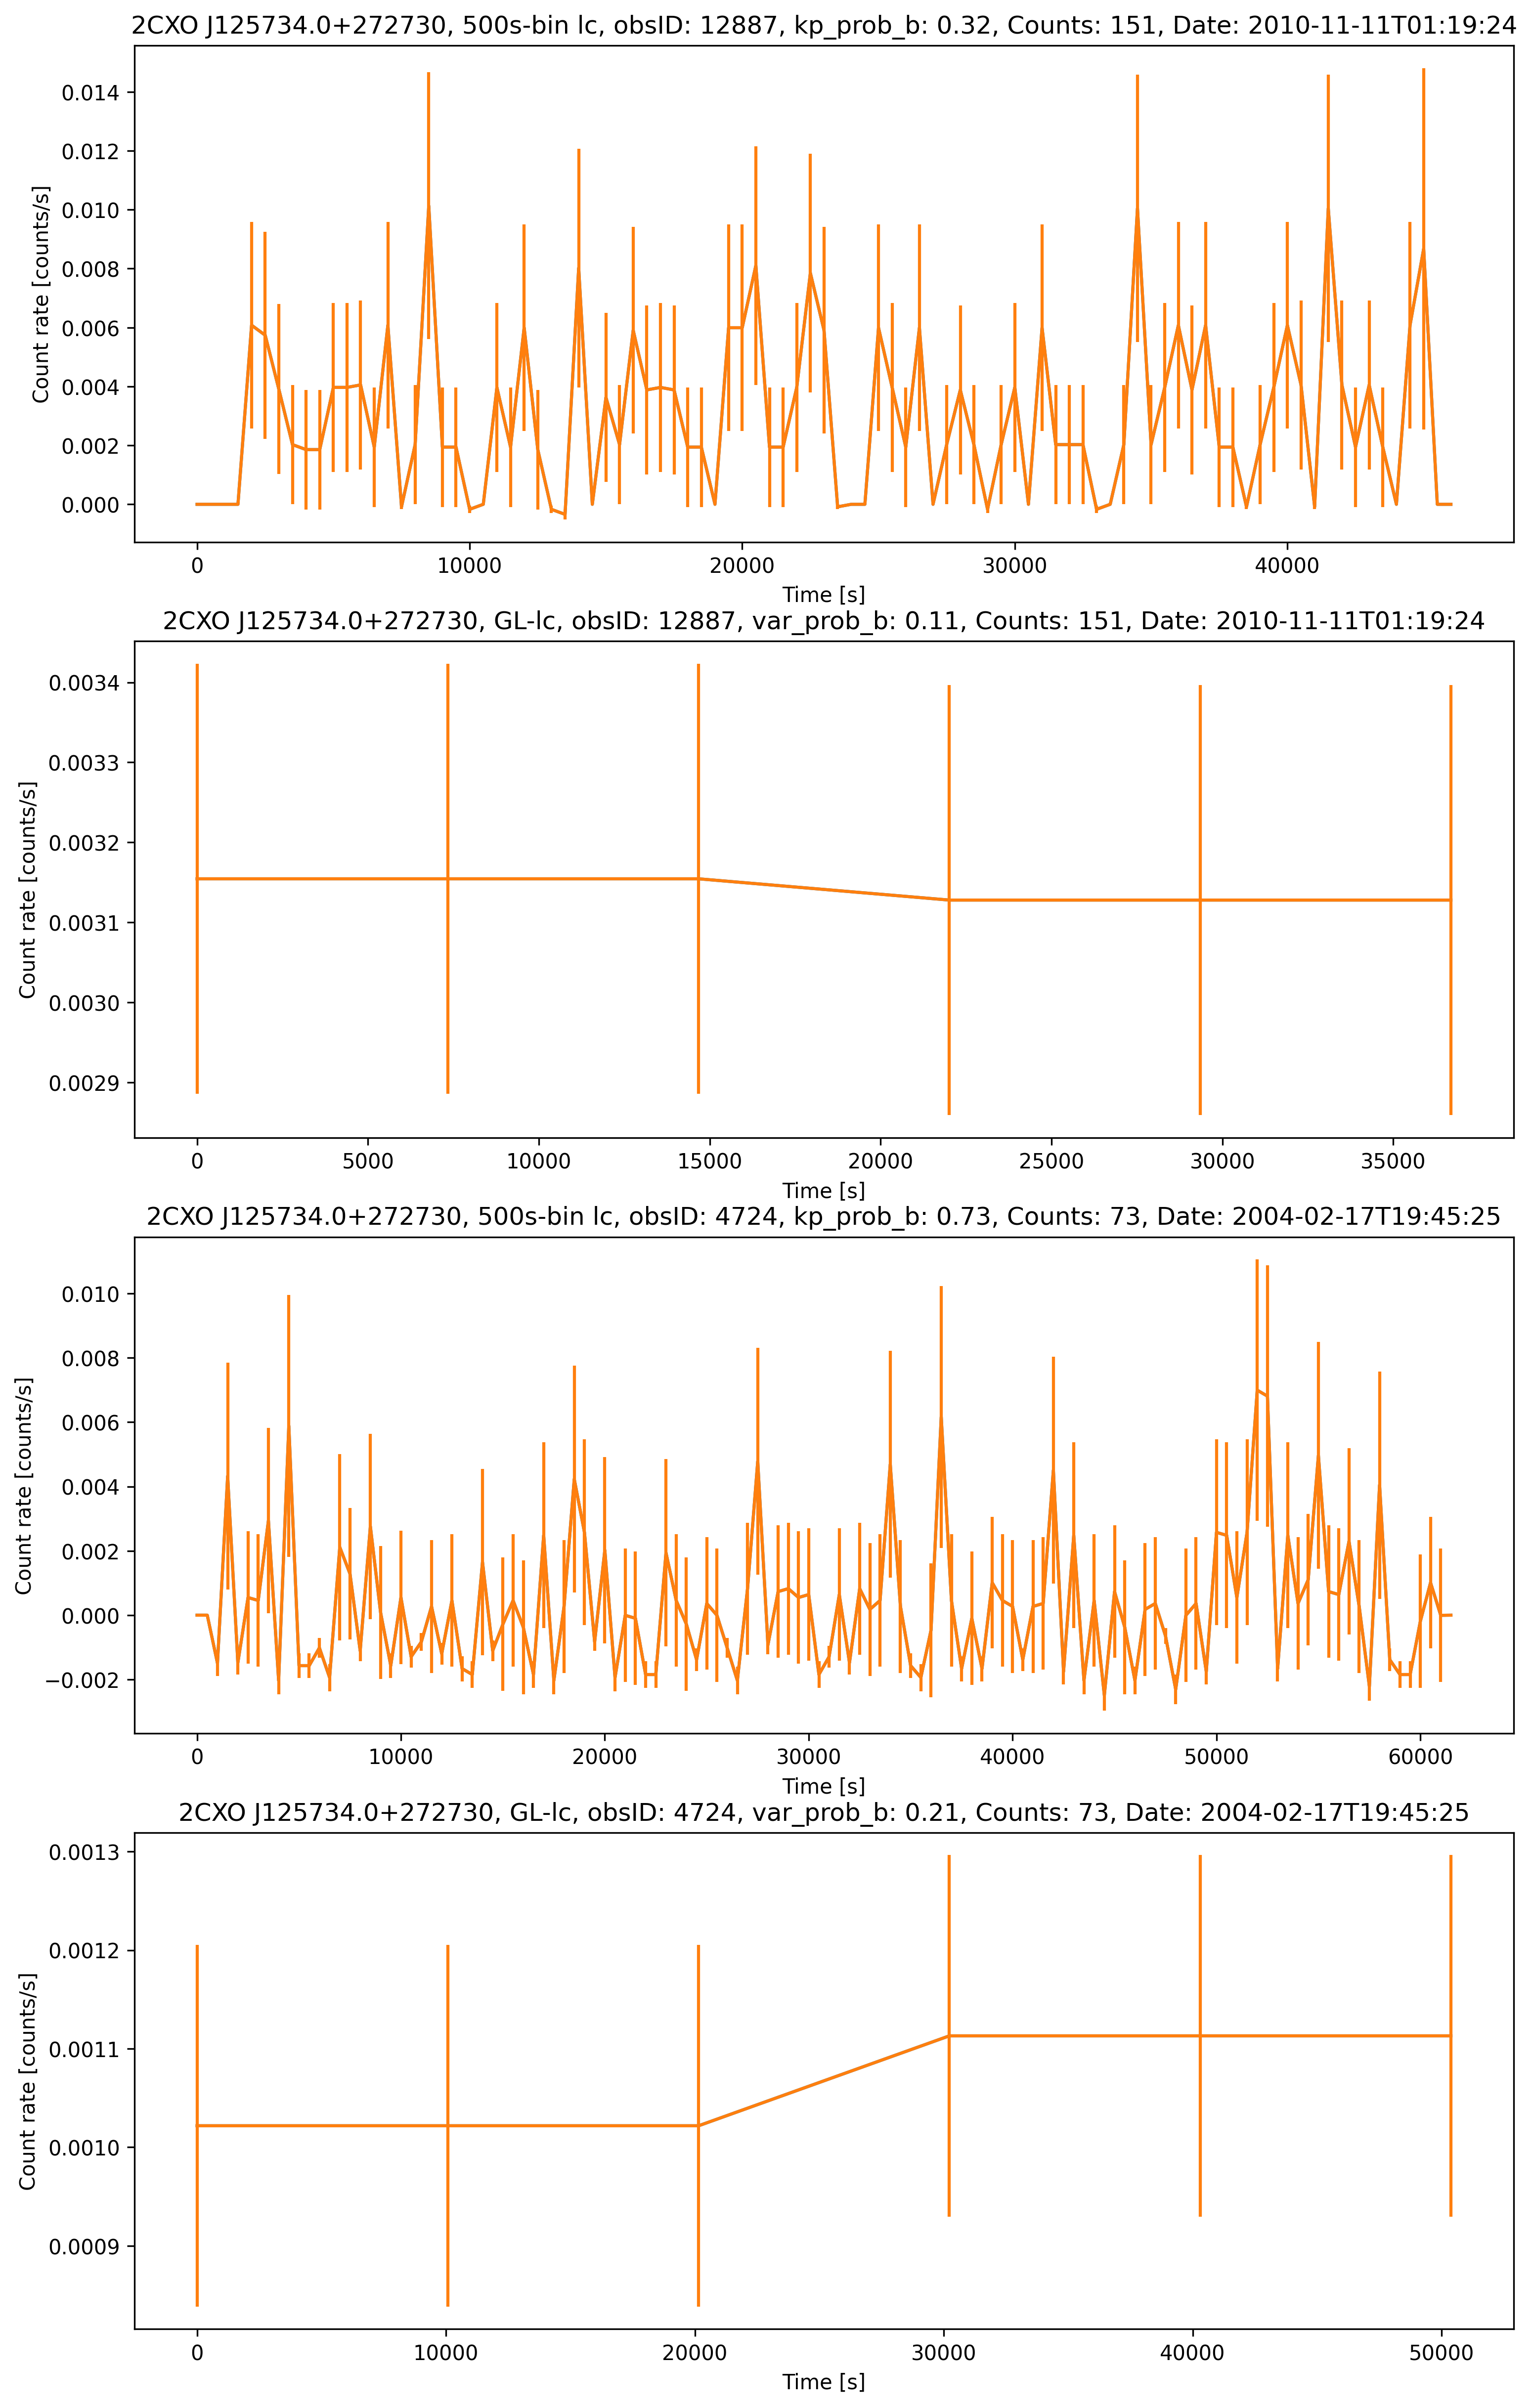 2CXO J125734.0+272730, 500s-bin lc, obsID: 12887, kp_prob_b: 0.32, Counts: 151, Date: 2010-11-11T01:19:24
0.014
0.012
0.010
0.008
0.006
0.004
0.002
0.000
Count rate [counts/s]
0 10000 20000 30000 40000
Time [s]
2CXO J125734.0+272730, GL-lc, obsID: 12887, var_prob_b: 0.11, Counts: 151, Date: 2010-11-11T01:19:24
0.0034
0.0033
0.0032
0.0031
0.0030
0.0029
Count rate [counts/s]
0 5000 10000 15000 20000 25000 30000 35000
Time [s]
2CXO J125734.0+272730, 500s-bin lc, obsID: 4724, kp_prob_b: 0.73, Counts: 73, Date: 2004-02-17T19:45:25
0.010
0.008
0.006
0.004
0.002
0.000
−0.002
Count rate [counts/s]
0 10000 20000 30000 40000 50000 60000
Time [s]
2CXO J125734.0+272730, GL-lc, obsID: 4724, var_prob_b: 0.21, Counts: 73, Date: 2004-02-17T19:45:25
0.0013
0.0012
0.0011
0.0010
0.0009
Count rate [counts/s]
0 10000 20000 30000 40000 50000
Time [s]